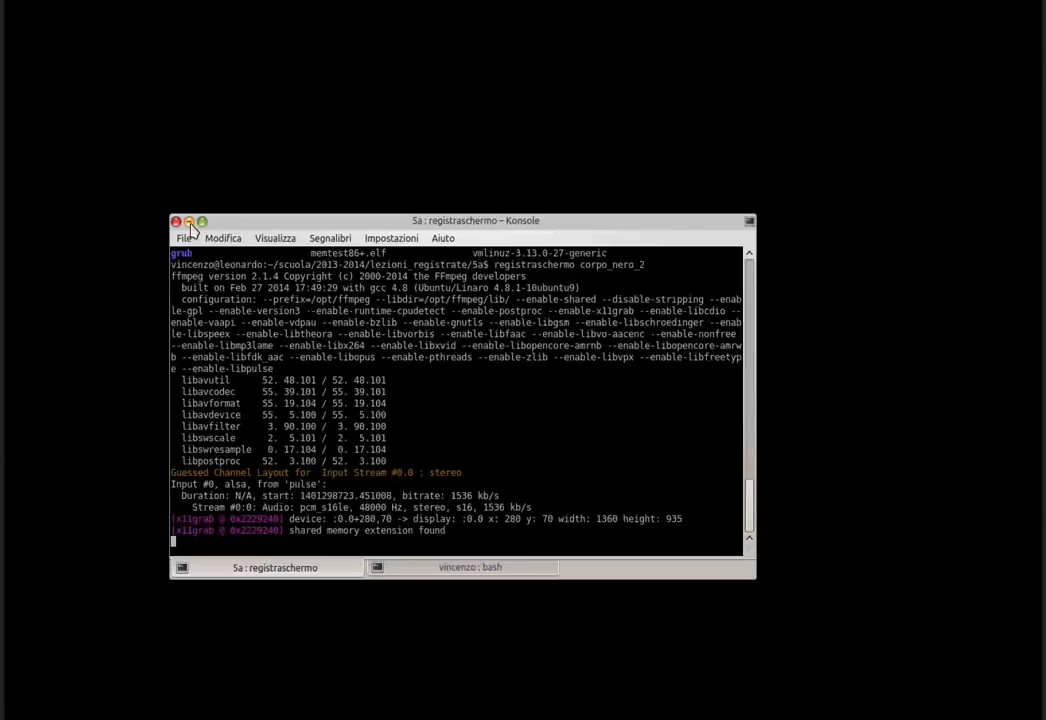 5a : registraschermo – Konsole
File Modifica Visualizza Segnalibri Impostazioni Aiuto
grub memtest86+.elf vmlinuz-3.13.0-27-generic
vincenzo@leonardo:~/scuola/2013-2014/lezioni_registrate/5a$ registraschermo corpo_nero_2
ffmpeg version 2.1.4 Copyright (c) 2000-2014 the FFmpeg developers
built on Feb 27 2014 17:49:29 with gcc 4.8 (Ubuntu/Linaro 4.8.1-10ubuntu9)
configuration: --prefix=/opt/ffmpeg --libdir=/opt/ffmpeg/lib/ --enable-shared --disable-stripping --enab
le-gpl --enable-version3 --enable-runtime-cpudetect --enable-postproc --enable-x11grab --enable-libcdio --
enable-vaapi --enable-vdpau --enable-bzlib --enable-gnutls --enable-libgsm --enable-libschroedinger --enab
le-libspeex --enable-libtheora --enable-libvorbis --enable-libfaac --enable-libvo-aacenc --enable-nonfree
--enable-libmp3lame --enable-libx264 --enable-libxvid --enable-libopencore-amrnb --enable-libopencore-amrw
b --enable-libfdk_aac --enable-libopus --enable-pthreads --enable-zlib --enable-libvpx --enable-libfreetyp
e --enable-libpulse
libavutil 52. 48.101 / 52. 48.101
libavcodec 55. 39.101 / 55. 39.101
libavformat 55. 19.104 / 55. 19.104
libavdevice 55. 5.100 / 55. 5.100
libavfilter 3. 90.100 / 3. 90.100
libswscale 2. 5.101 / 2. 5.101
libswresample 0. 17.104 / 0. 17.104
libpostproc 52. 3.100 / 52. 3.100
Guessed Channel Layout for Input Stream #0.0 : stereo
Input #0, alsa, from 'pulse':
Duration: N/A, start: 1401298723.451008, bitrate: 1536 kb/s
Stream #0:0: Audio: pcm_s16le, 48000 Hz, stereo, s16, 1536 kb/s
[x11grab @ 0x2229240] device: :0.0+280,70 -> display: :0.0 x: 280 y: 70 width: 1360 height: 935
[x11grab @ 0x2229240] shared memory extension found
5a : registraschermo vincenzo : bash